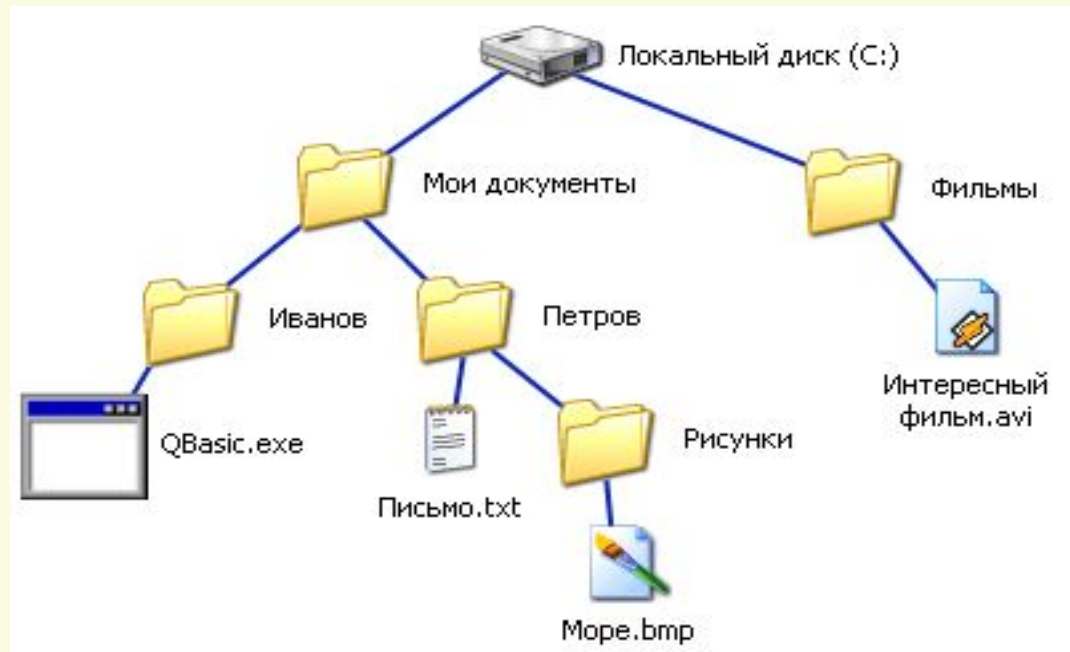 Локальный диск (C:)
Мои документы
Фильмы
Иванов
Петров
Интересный
фильм.avi
QBasic.exe
Рисунки
Письмо.txt
Море.bmp